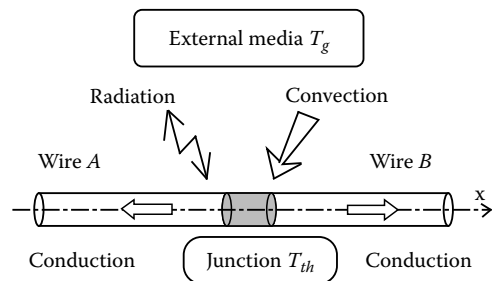 External media T_g
Radiation
Convection
Wire A
Wire B
x
Conduction
Junction T_th
Conduction